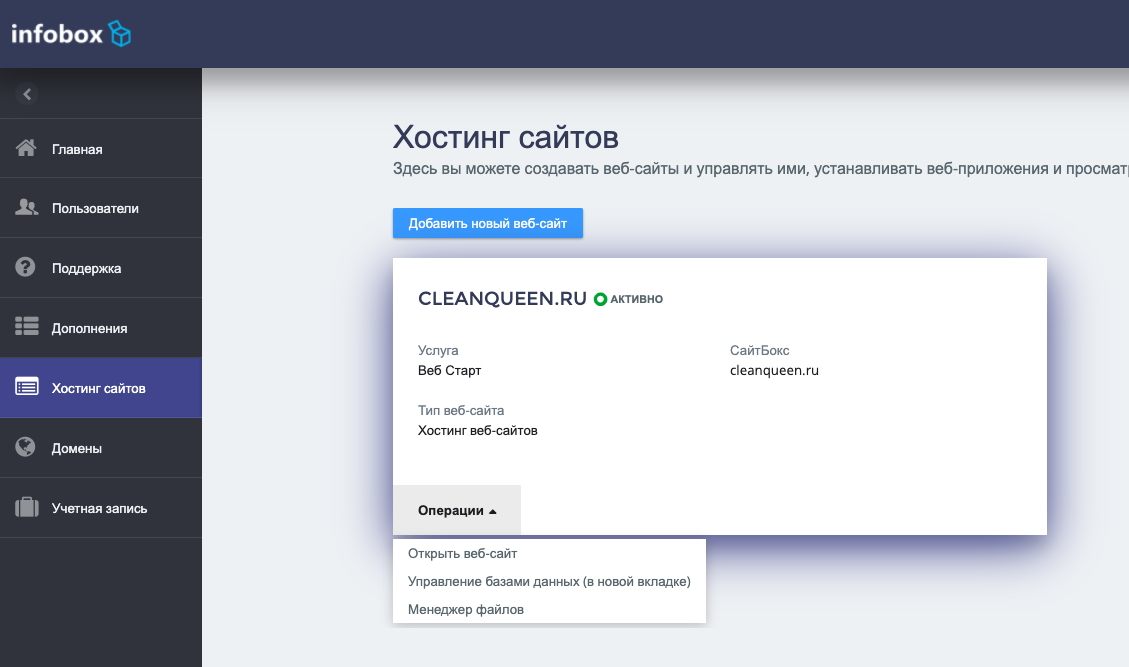 infobox
Главная
Пользователи
Поддержка
Дополнения
Хостинг сайтов
Домены
Учетная запись
Хостинг сайтов
Здесь вы можете создавать веб-сайты и управлять ими, устанавливать веб-приложения и
Добавить новый веб-сайт
CLEANQUEEN.RU АКТИВНО
Услуга
Веб Старт
СайтБокс
cleanqueen.ru
Тип веб-сайта
Хостинг веб-сайтов
Операции
Открыть веб-сайт
Управление базами данных (в новой вкладке)
Менеджер файлов